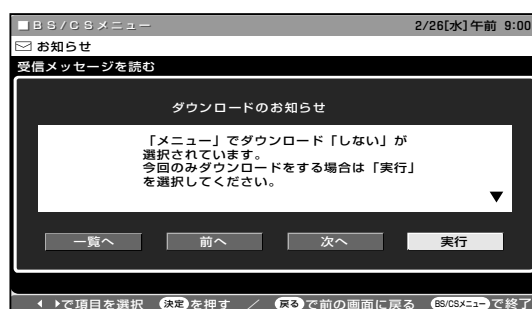 ■BS/CSメニュー 2/26[水]午前 9:00
お知らせ
受信メッセージを読む
ダウンロードのお知らせ
「メニュー」でダウンロード「しない」が
選択されています。
今回のみダウンロードをする場合は「実行」
を選択してください。
▼
一覧へ 前へ 次へ 実行
で項目を選択 決定を押す ／ 戻るで前の画面に戻る BS/CSメニューで終了